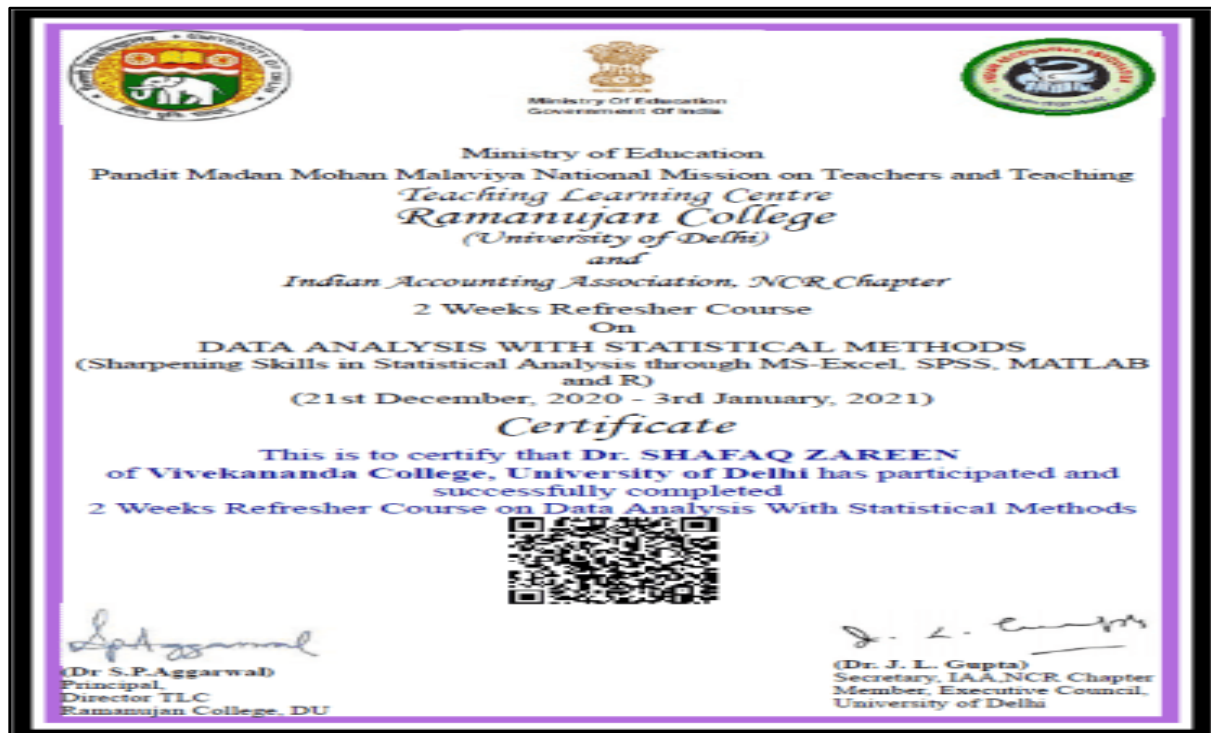 Ministry Of Education
Government Of India
Ministry of Education
Pandit Madan Mohan Malaviya National Mission on Teachers and Teaching
Teaching Learning Centre
Ramanujan College
(University of Delhi)
and
Indian Accounting Association, NCR Chapter
2 Weeks Refresher Course
On
DATA ANALYSIS WITH STATISTICAL METHODS
(Sharpening Skills in Statistical Analysis through MS-Excel, SPSS, MATLAB
and R)
(21st December, 2020 - 3rd January, 2021)
Certificate
This is to certify that Dr. SHAFAQ ZAREEN
of Vivekananda College, University of Delhi has participated and
successfully completed
2 Weeks Refresher Course on Data Analysis With Statistical Methods
SpAggarwal
(Dr S.P.Aggarwal)
Principal,
Director TLC
Ramanujan College, DU
J. L. Gupta
(Dr. J. L. Gupta)
Secretary, IAA,NCR Chapter
Member, Executive Council,
University of Delhi